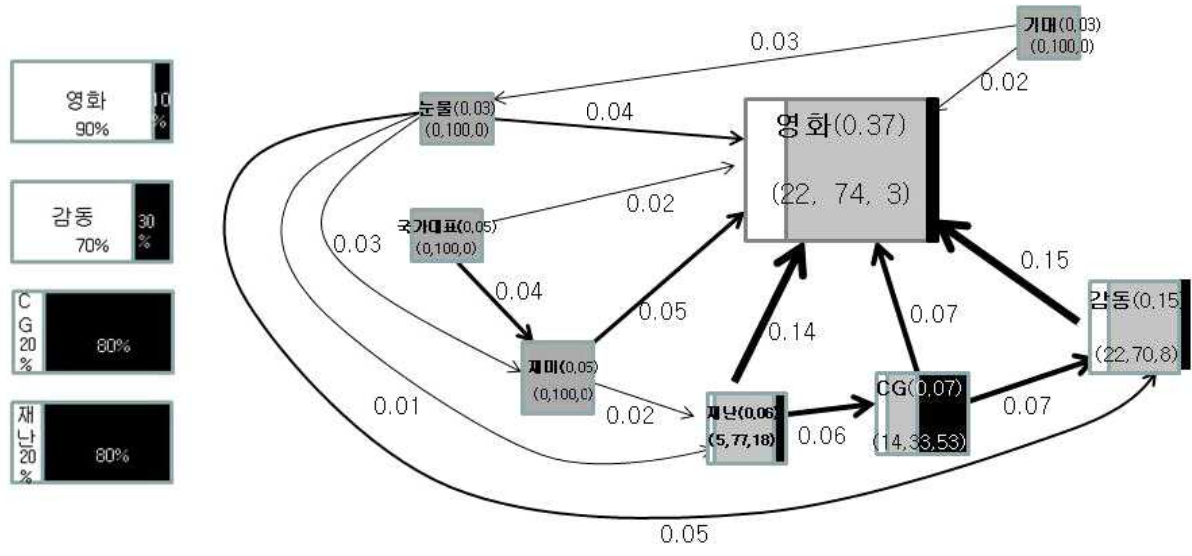 영화
90%
10
%
감동
70%
30
%
C
G
20
%
80%
재
난
20
%
80%
기대(0.03)
(0,100,0)
0.03
0.02
눈물(0.03)
(0,100,0)
0.04
영화(0.37)
(22, 74, 3)
국가대표(0.05)
(0,100,0)
0.02
0.03
0.04
0.05
0.15
감동(0.15)
(22,70,8)
0.14
0.07
재미(0.05)
(0,100,0)
0.02
0.01
재난(0.06)
(5,77,18)
0.06
CG(0.07)
(14,33,53)
0.07
0.05